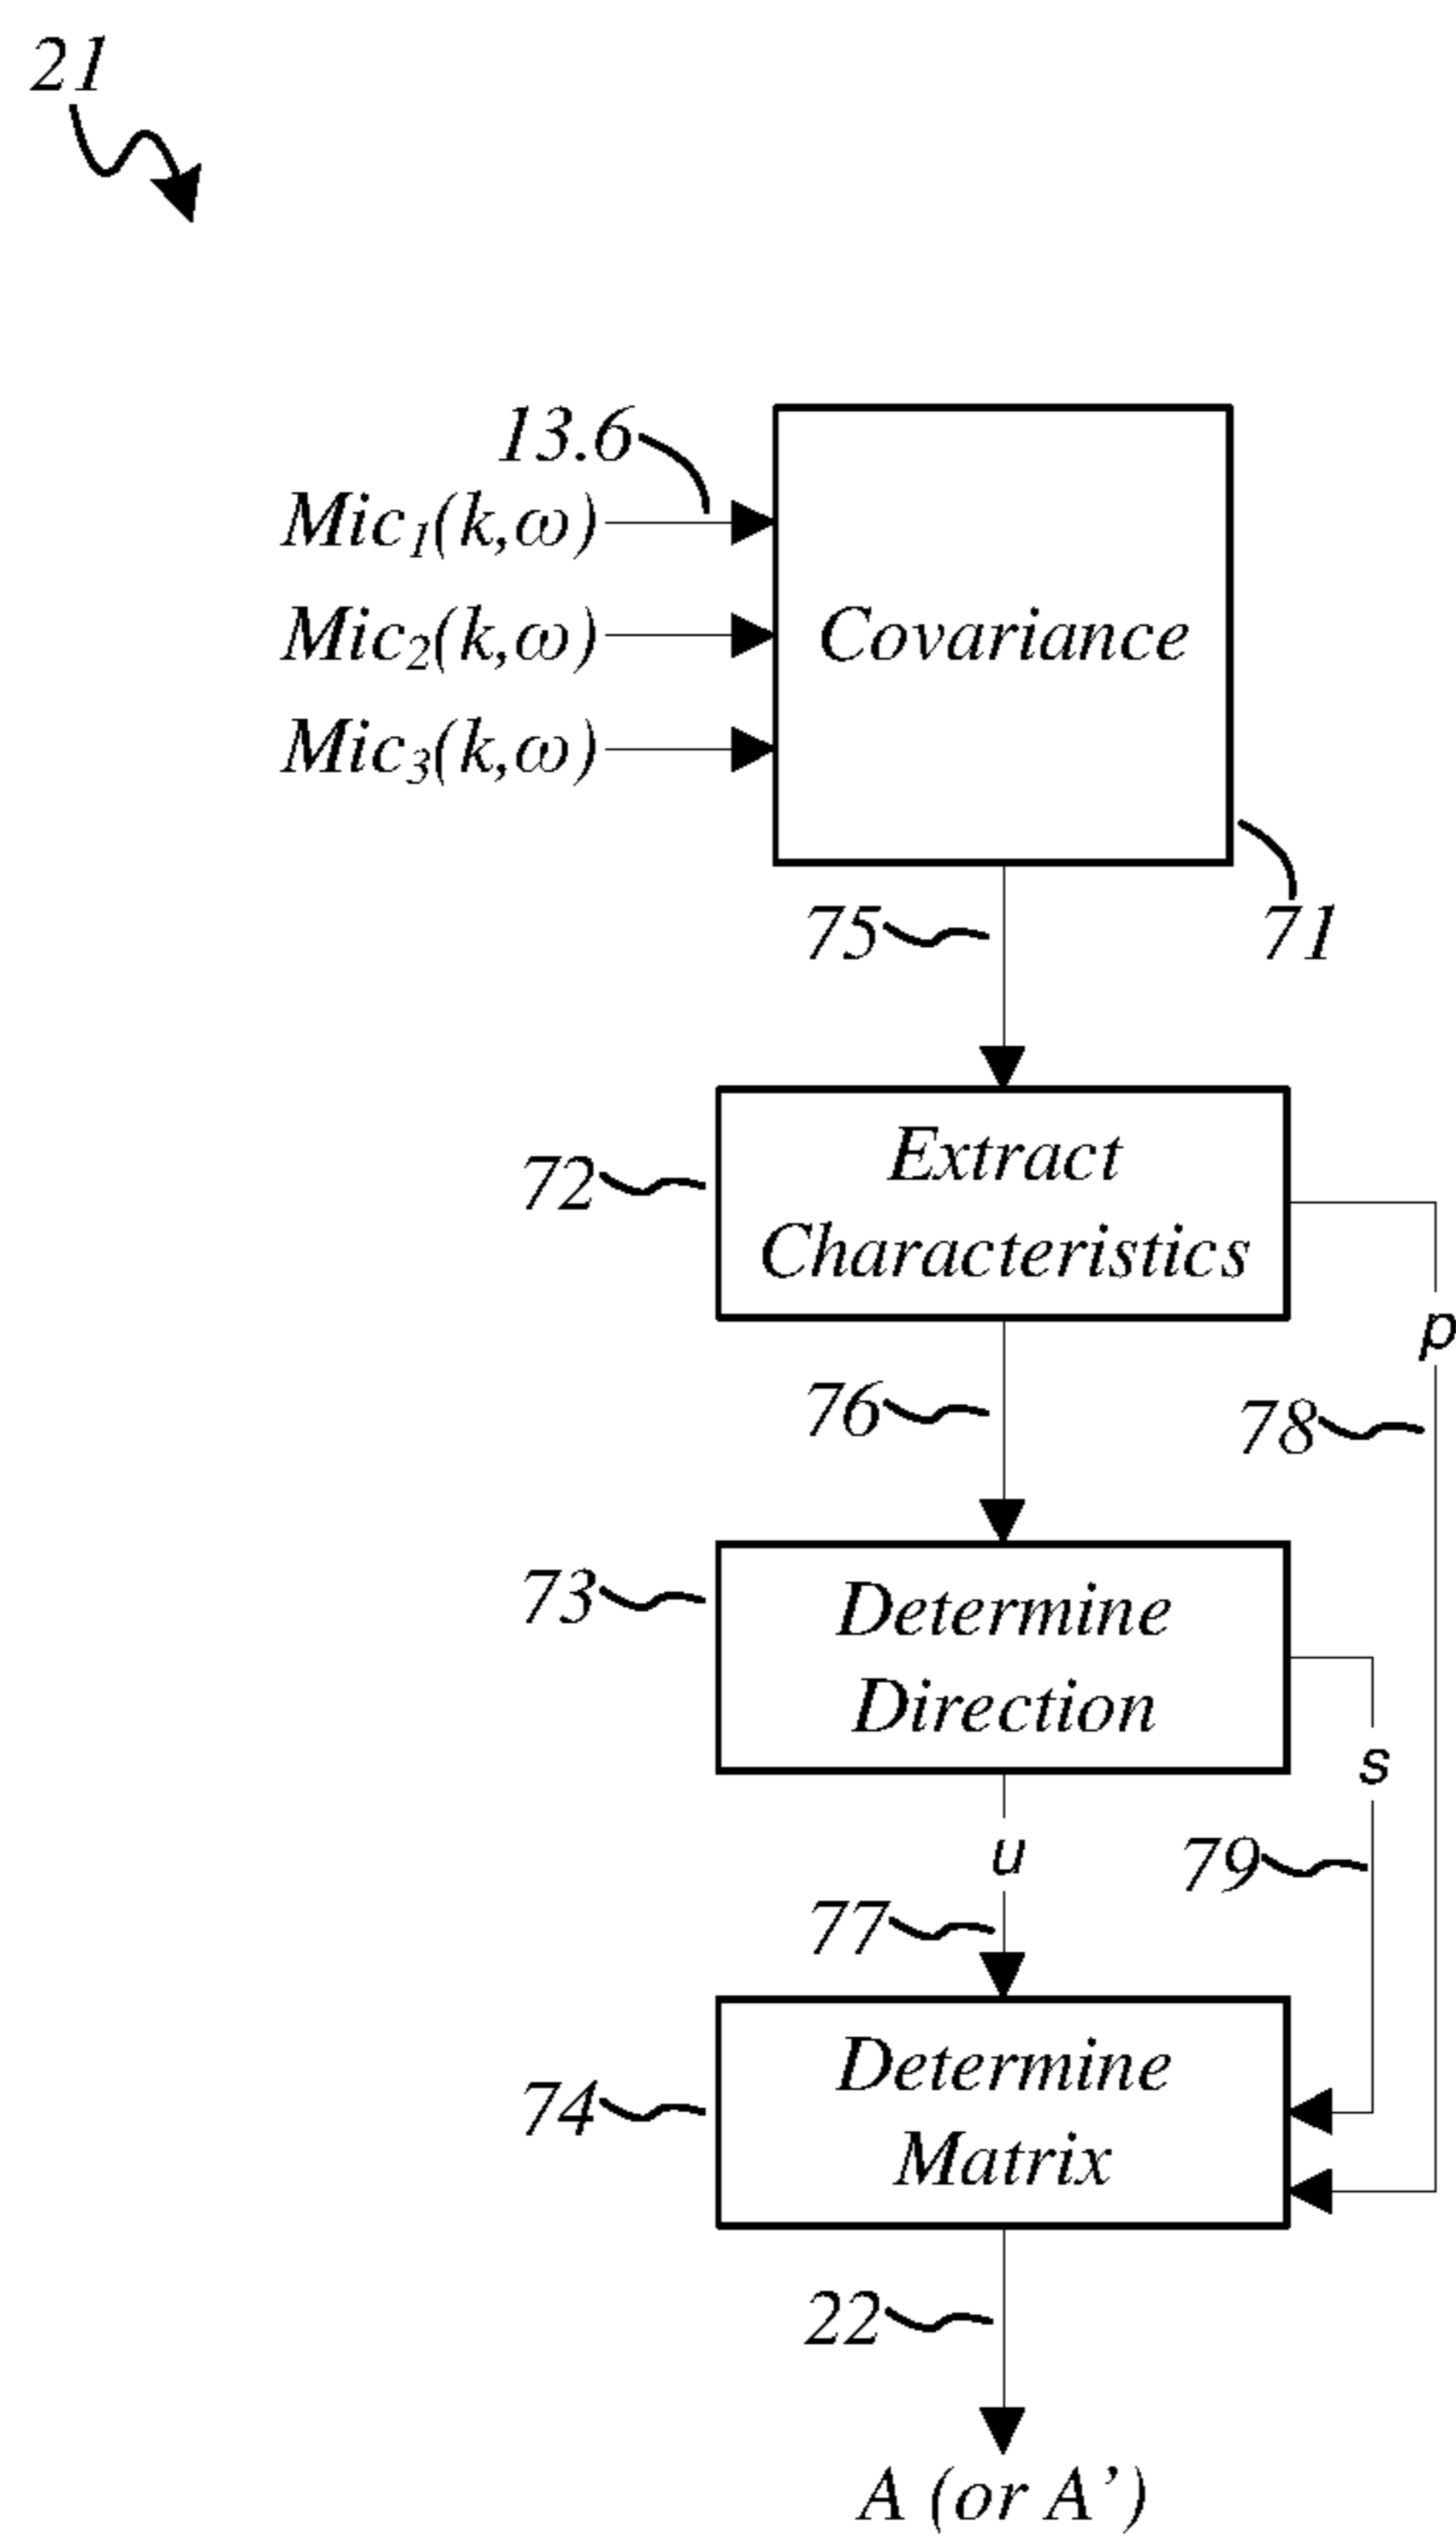 21
13.6
Mic1(k,ω)
Mic2(k,ω)
Mic3(k,ω)
Covariance
75
71
Extract
Characteristics
72
p
76
78
73
Determine
Direction
s
u
79
77
Determine
Matrix
74
22
A (or A’)